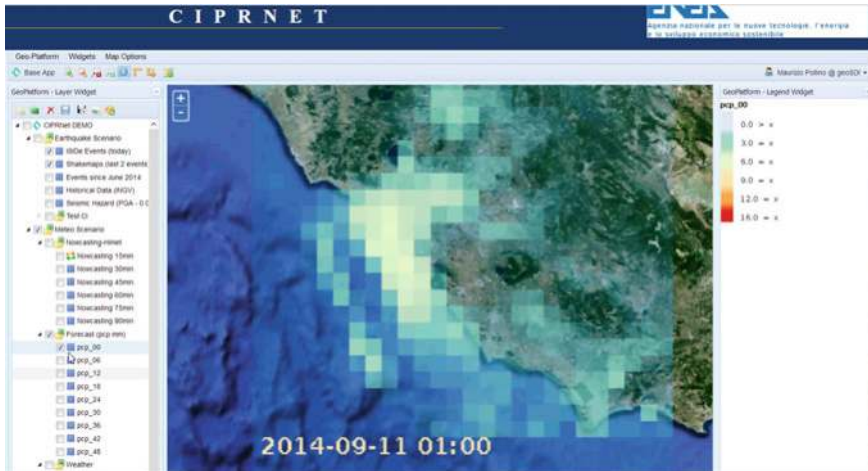 CIPRNET
ENEA
Agenzia nazionale per le nuove tecnologie, l'energia
e lo sviluppo economico sostenibile
Geo-Platform Widgets Map Options
Base App
Maurizio Pollino @ geoSDI
GeoPlatform - Layer Widget
CIPRNet DEMO
Earthquake Scenario
ISIDe Events (today)
Shakemaps (last 2 events
Events since June 2014
Historical Data (INGV)
Seismic Hazard (PGA - 0.
Test CI
Meteo Scenario
Nowcasting-Himet
Nowcasting 15min
Nowcasting 30min
Nowcasting 45min
Nowcasting 60min
Nowcasting 75min
Nowcasting 90min
Forecast (pcp mm)
pcp_00
pcp_06
pcp_12
pcp_18
pcp_24
pcp_30
pcp_36
pcp_42
pcp_48
Weather
+
-
2014-09-11 01:00
GeoPlatform - Legend Widget
pcp_00
0.0 > x
3.0 = x
6.0 = x
9.0 = x
12.0 = x
16.0 = x